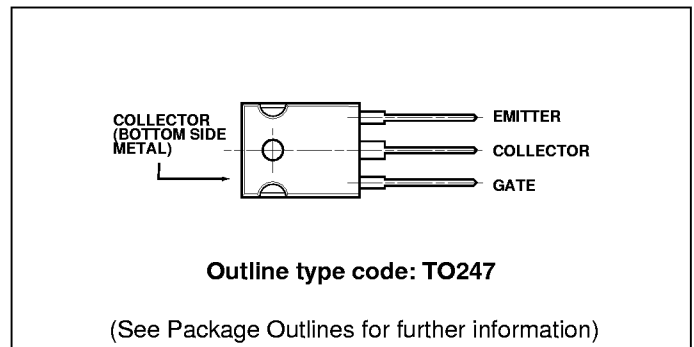 COLLECTOR
(BOTTOM SIDE
METAL)
EMITTER
COLLECTOR
GATE
Outline type code: TO247
(See Package Outlines for further information)